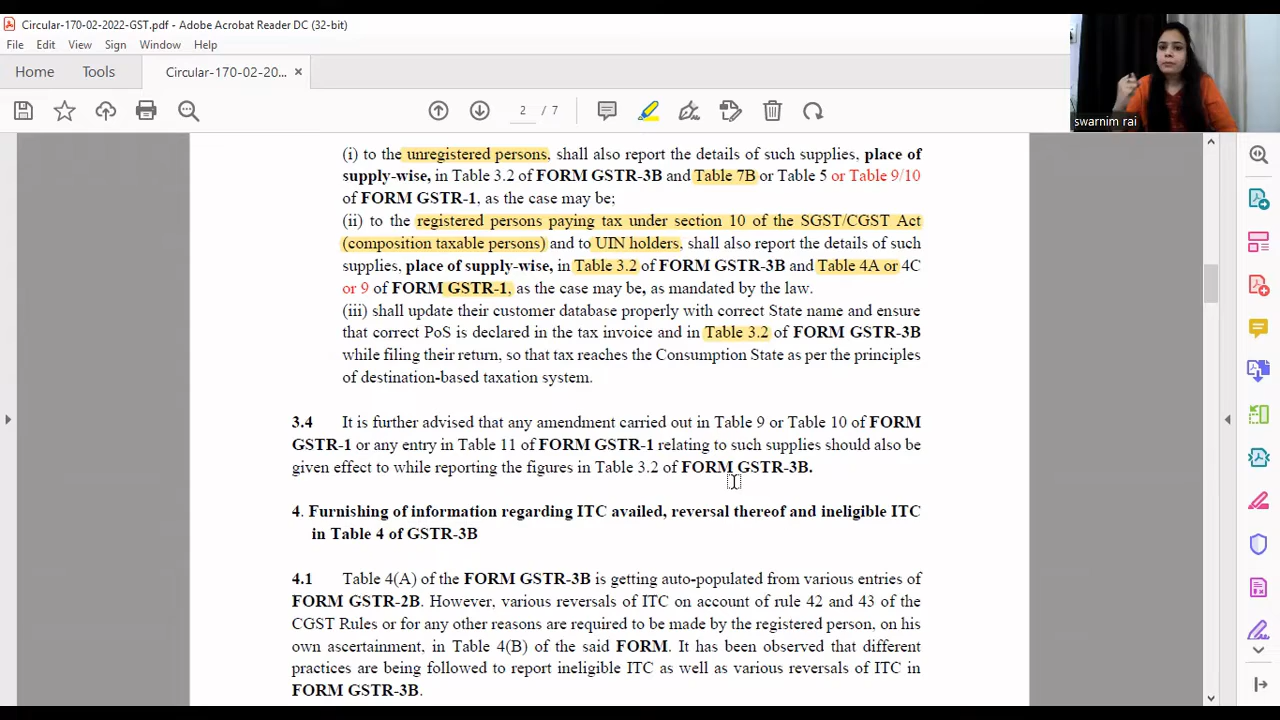 Circular-170-02-2022-GST.pdf - Adobe Acrobat Reader DC (32-bit)
File Edit View Sign Window Help
Home Tools Circular-170-02-20... ×
2 / 7
swarnim rai
(i) to the unregistered persons, shall also report the details of such supplies, place of
supply-wise, in Table 3.2 of FORM GSTR-3B and Table 7B or Table 5 or Table 9/10
of FORM GSTR-1, as the case may be;
(ii) to the registered persons paying tax under section 10 of the SGST/CGST Act
(composition taxable persons) and to UIN holders, shall also report the details of such
supplies, place of supply-wise, in Table 3.2 of FORM GSTR-3B and Table 4A or 4C
or 9 of FORM GSTR-1, as the case may be, as mandated by the law.
(iii) shall update their customer database properly with correct State name and ensure
that correct PoS is declared in the tax invoice and in Table 3.2 of FORM GSTR-3B
while filing their return, so that tax reaches the Consumption State as per the principles
of destination-based taxation system.
3.4 It is further advised that any amendment carried out in Table 9 or Table 10 of FORM
GSTR-1 or any entry in Table 11 of FORM GSTR-1 relating to such supplies should also be
given effect to while reporting the figures in Table 3.2 of FORM GSTR-3B.
4. Furnishing of information regarding ITC availed, reversal thereof and ineligible ITC
in Table 4 of GSTR-3B
4.1 Table 4(A) of the FORM GSTR-3B is getting auto-populated from various entries of
FORM GSTR-2B. However, various reversals of ITC on account of rule 42 and 43 of the
CGST Rules or for any other reasons are required to be made by the registered person, on his
own ascertainment, in Table 4(B) of the said FORM. It has been observed that different
practices are being followed to report ineligible ITC as well as various reversals of ITC in
FORM GSTR-3B.